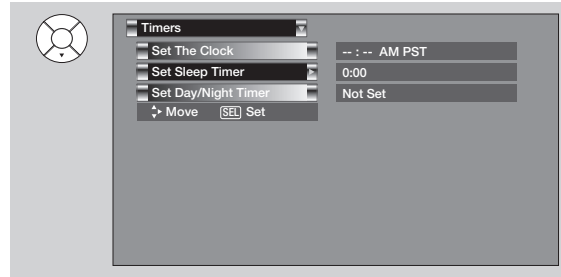 Timers
Set The Clock -- : -- AM PST
Set Sleep Timer 0:00
Set Day/Night Timer Not Set
Move SEL Set